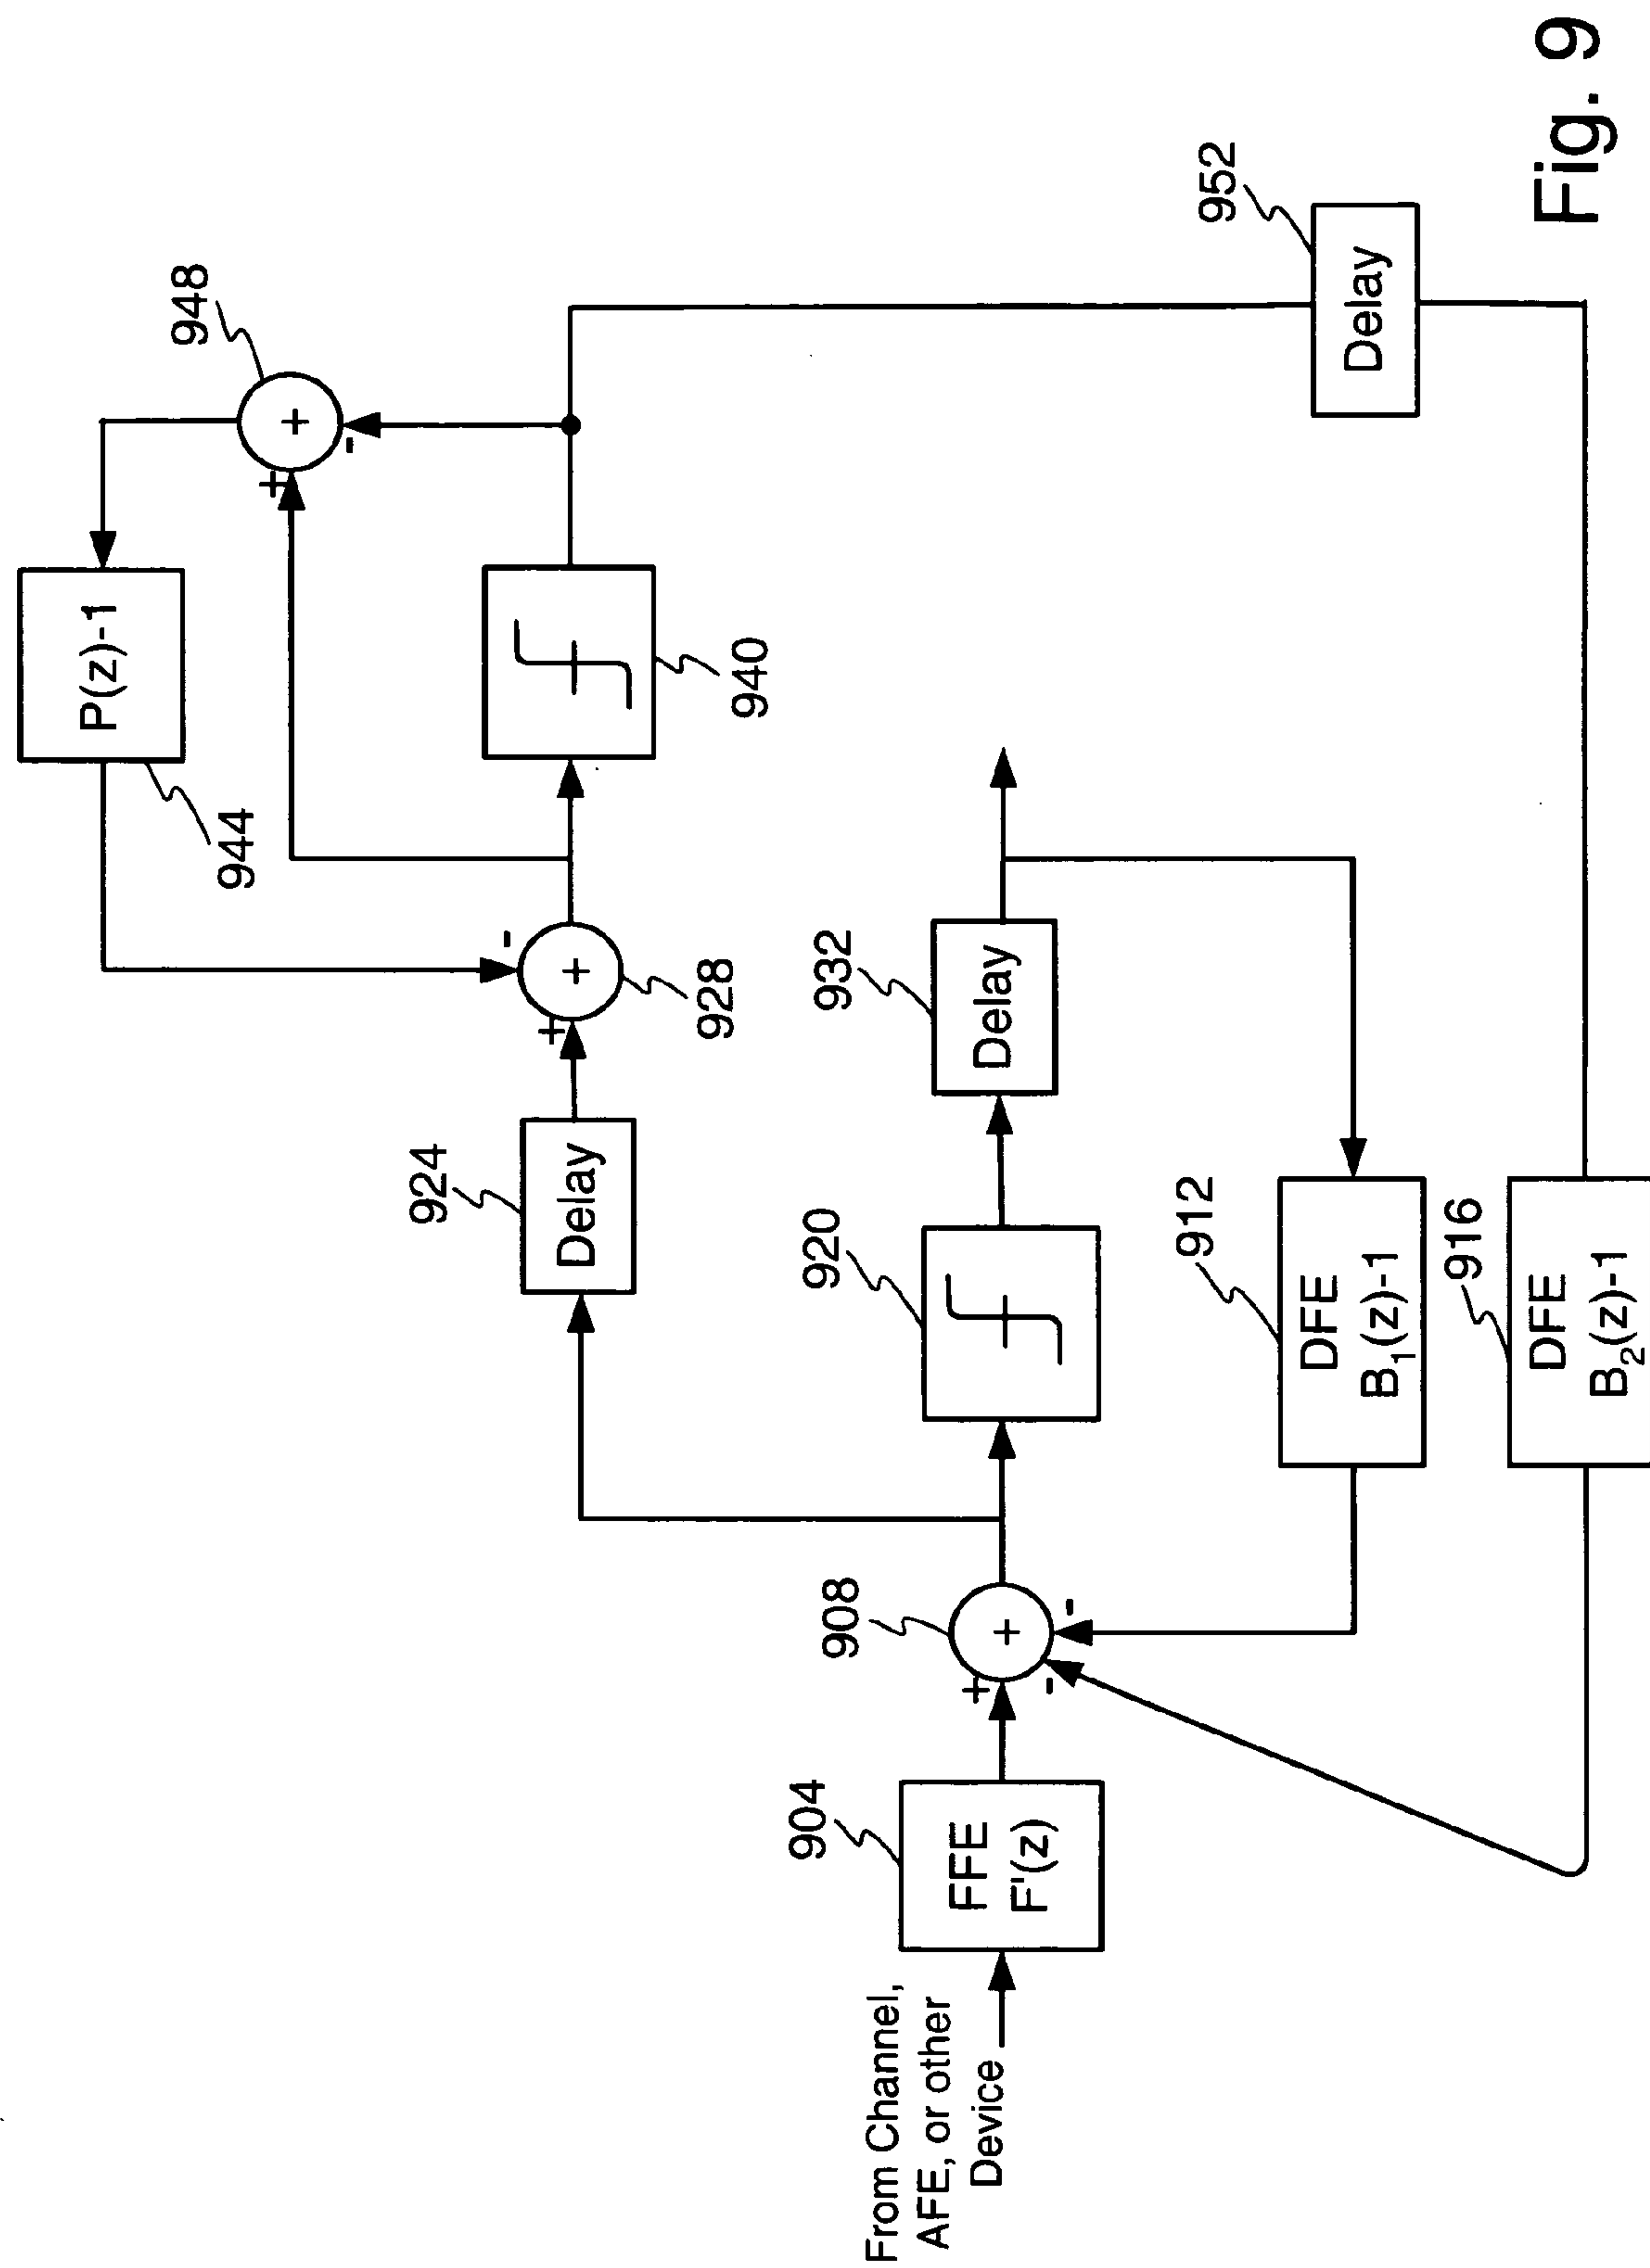 948
P(z)-1
944
+
+
-
940
-
+
+
928
924
Delay
932
Delay
952
Delay
920
908
+
+
-
-
912
DFE
B₁(z)-1
916
DFE
B₂(z)-1
904
FFE
F'(z)
From Channel,
AFE, or other
Device
Fig. 9